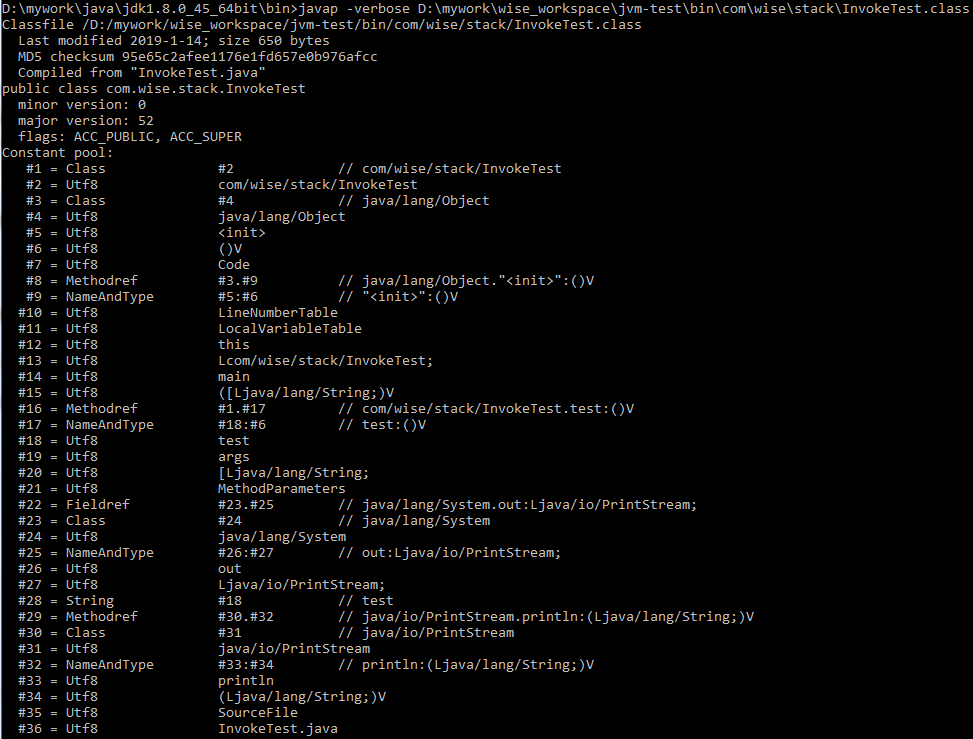 D:\mywork\java\jdk1.8.0_45_64bit\bin>javap -verbose D:\mywork\wise_workspace\jvm-test\bin\com\wise\stack\InvokeTest.class
Classfile /D:/mywork/wise_workspace/jvm-test/bin/com/wise/stack/InvokeTest.class
  Last modified 2019-1-14; size 650 bytes
  MD5 checksum 95e65c2afee1176e1fd657e0b976afcc
  Compiled from "InvokeTest.java"
public class com.wise.stack.InvokeTest
  minor version: 0
  major version: 52
  flags: ACC_PUBLIC, ACC_SUPER
Constant pool:
   #1 = Class              #2             // com/wise/stack/InvokeTest
   #2 = Utf8               com/wise/stack/InvokeTest
   #3 = Class              #4             // java/lang/Object
   #4 = Utf8               java/lang/Object
   #5 = Utf8               <init>
   #6 = Utf8               ()V
   #7 = Utf8               Code
   #8 = Methodref          #3.#9          // java/lang/Object."<init>":()V
   #9 = NameAndType        #5:#6          // "<init>":()V
  #10 = Utf8               LineNumberTable
  #11 = Utf8               LocalVariableTable
  #12 = Utf8               this
  #13 = Utf8               Lcom/wise/stack/InvokeTest;
  #14 = Utf8               main
  #15 = Utf8               ([Ljava/lang/String;)V
  #16 = Methodref          #1.#17         // com/wise/stack/InvokeTest.test:()V
  #17 = NameAndType        #18:#6         // test:()V
  #18 = Utf8               test
  #19 = Utf8               args
  #20 = Utf8               [Ljava/lang/String;
  #21 = Utf8               MethodParameters
  #22 = Fieldref           #23.#25        // java/lang/System.out:Ljava/io/PrintStream;
  #23 = Class              #24            // java/lang/System
  #24 = Utf8               java/lang/System
  #25 = NameAndType        #26:#27        // out:Ljava/io/PrintStream;
  #26 = Utf8               out
  #27 = Utf8               Ljava/io/PrintStream;
  #28 = String             #18            // test
  #29 = Methodref          #30.#32        // java/io/PrintStream.println:(Ljava/lang/String;)V
  #30 = Class              #31            // java/io/PrintStream
  #31 = Utf8               java/io/PrintStream
  #32 = NameAndType        #33:#34        // println:(Ljava/lang/String;)V
  #33 = Utf8               println
  #34 = Utf8               (Ljava/lang/String;)V
  #35 = Utf8               SourceFile
  #36 = Utf8               InvokeTest.java